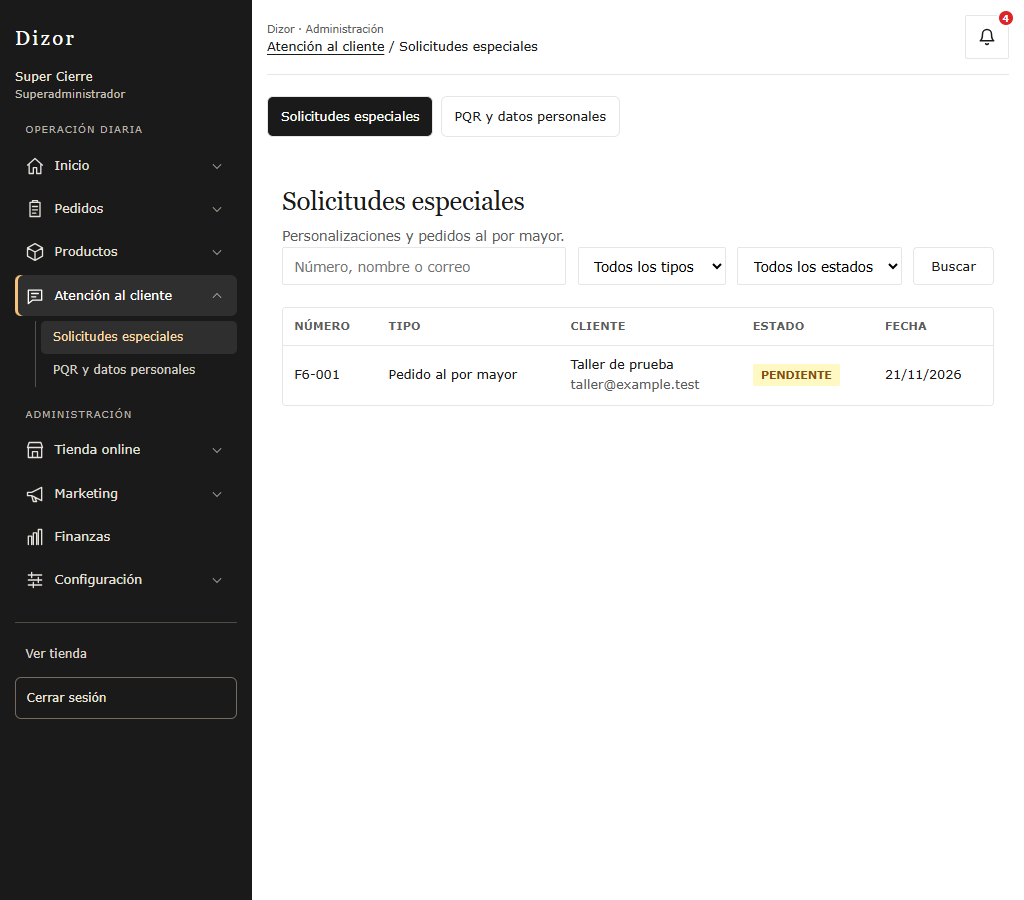 Dizor
Super Cierre
Superadministrador
OPERACIÓN DIARIA
Inicio
Pedidos
Productos
Atención al cliente
Solicitudes especiales
PQR y datos personales
ADMINISTRACIÓN
Tienda online
Marketing
Finanzas
Configuración
Ver tienda
Cerrar sesión
Dizor · Administración
Atención al cliente / Solicitudes especiales
4
Solicitudes especiales PQR y datos personales
Solicitudes especiales
Personalizaciones y pedidos al por mayor.
Número, nombre o correo Todos los tipos Todos los estados Buscar
NÚMERO TIPO CLIENTE ESTADO FECHA
F6-001 Pedido al por mayor Taller de prueba PENDIENTE 21/11/2026
taller@example.test